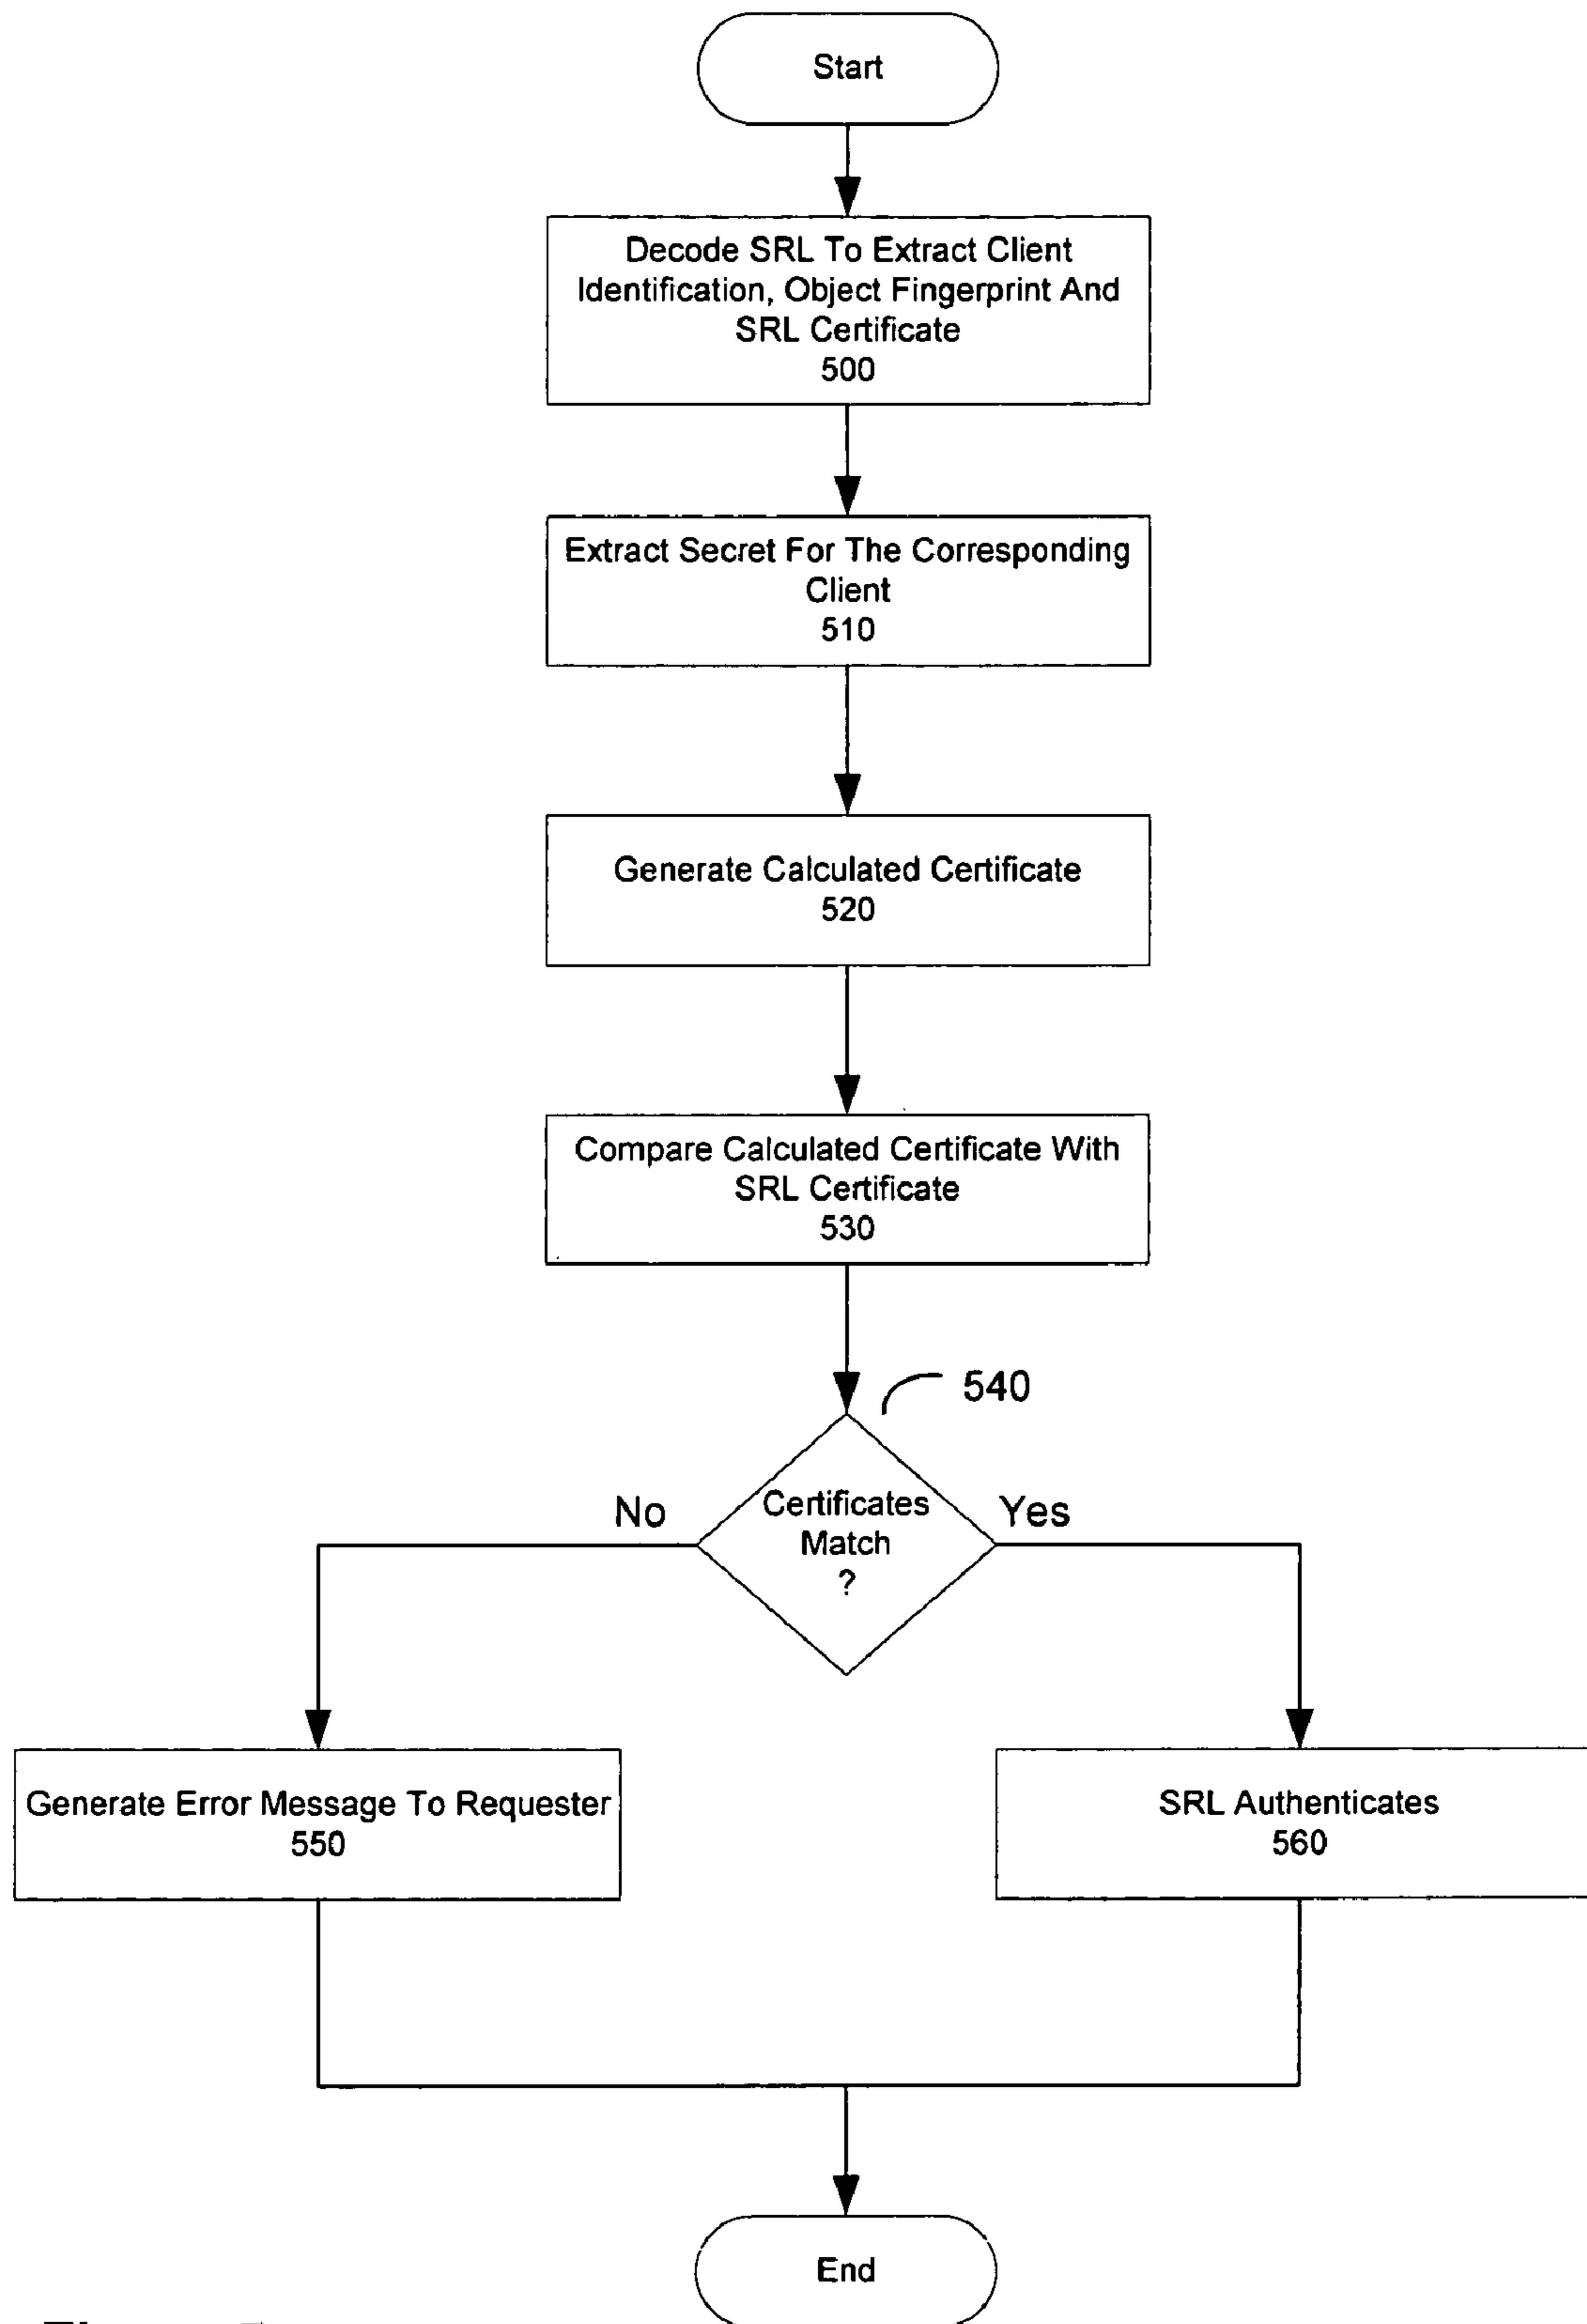 Start
Decode SRL To Extract Client
Identification, Object Fingerprint And
SRL Certificate
500
Extract Secret For The Corresponding
Client
510
Generate Calculated Certificate
520
Compare Calculated Certificate With
SRL Certificate
530
540
No
Certificates
Match
?
Yes
Generate Error Message To Requester
550
SRL Authenticates
560
End